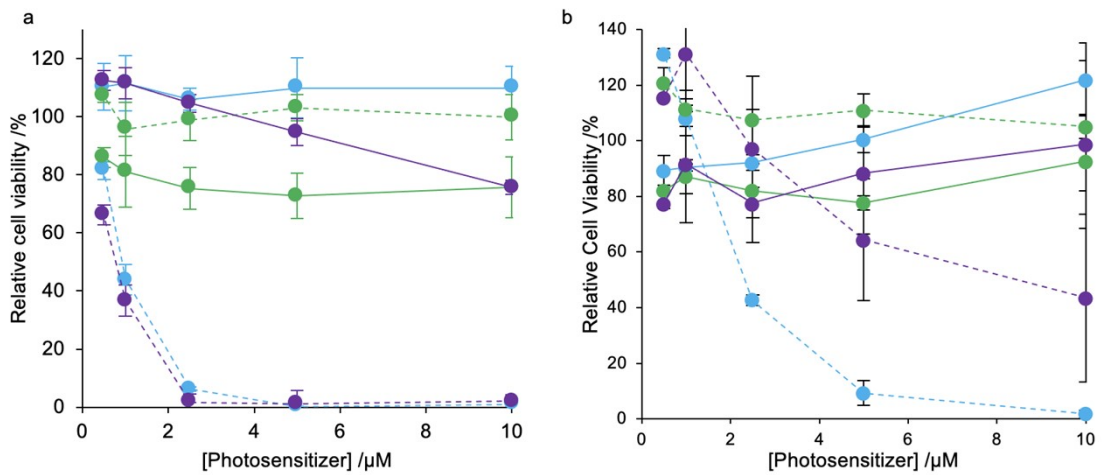 a
Relative cell viability /%
120
100
80
60
40
20
0
0 2 4 6 8 10
[Photosensitizer] /μM
b
Relative Cell Viability /%
140
120
100
80
60
40
20
0
0 2 4 6 8 10
[Photosensitizer] /μM